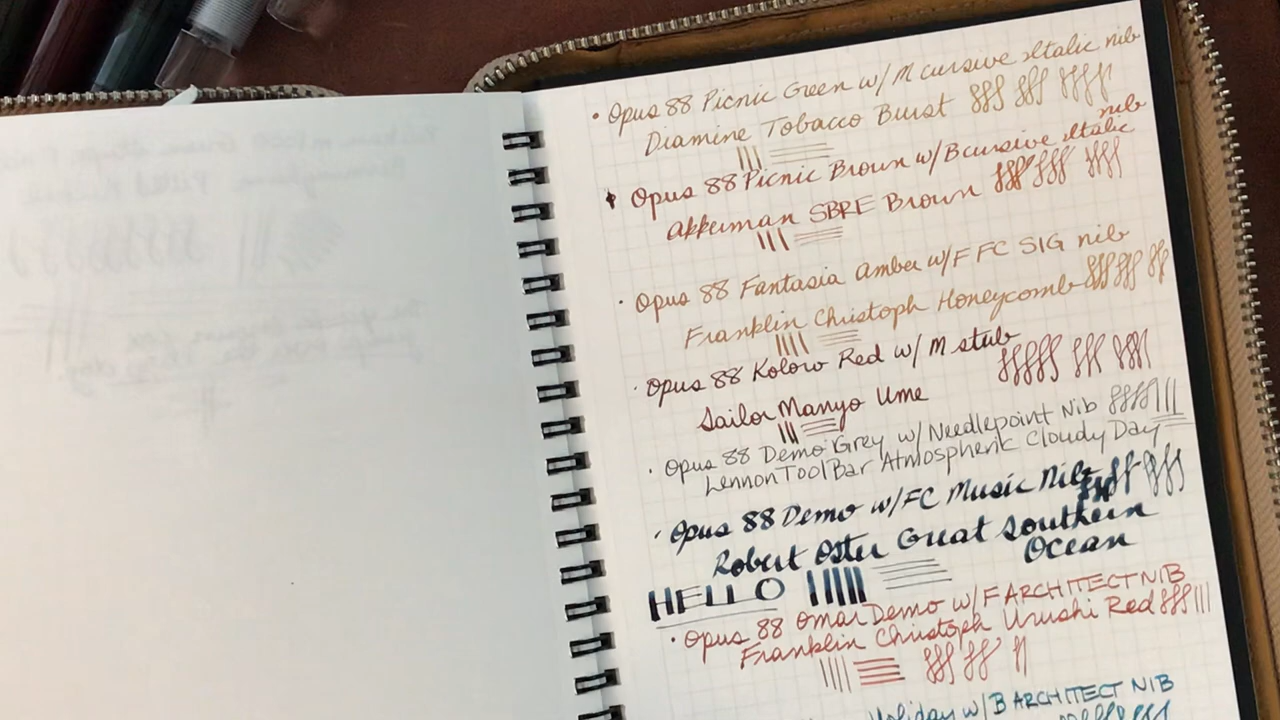 • Opus 88 Picnic Green w/M cursive Italic nib
Diamine Tobacco Burst
• Opus 88 Picnic Brown w/B cursive Italic nib
Akkerman SBRE Brown
• Opus 88 Fantasia Amber w/F FC SIG nib
Franklin Christoph Honeycomb
• Opus 88 Koloro Red w/ M stub
Sailor Manyo Ume
• Opus 88 Demo Grey w/Needlepoint Nib
LennonToolBar Atmospheric Cloudy Day
• Opus 88 Demo w/FC Music Nib
Robert Oster Great Southern
Ocean
HELLO
• Opus 88 Omar Demo w/F ARCHITECT NIB
Franklin Christoph Urushi Red
Holiday w/B ARCHITECT NIB